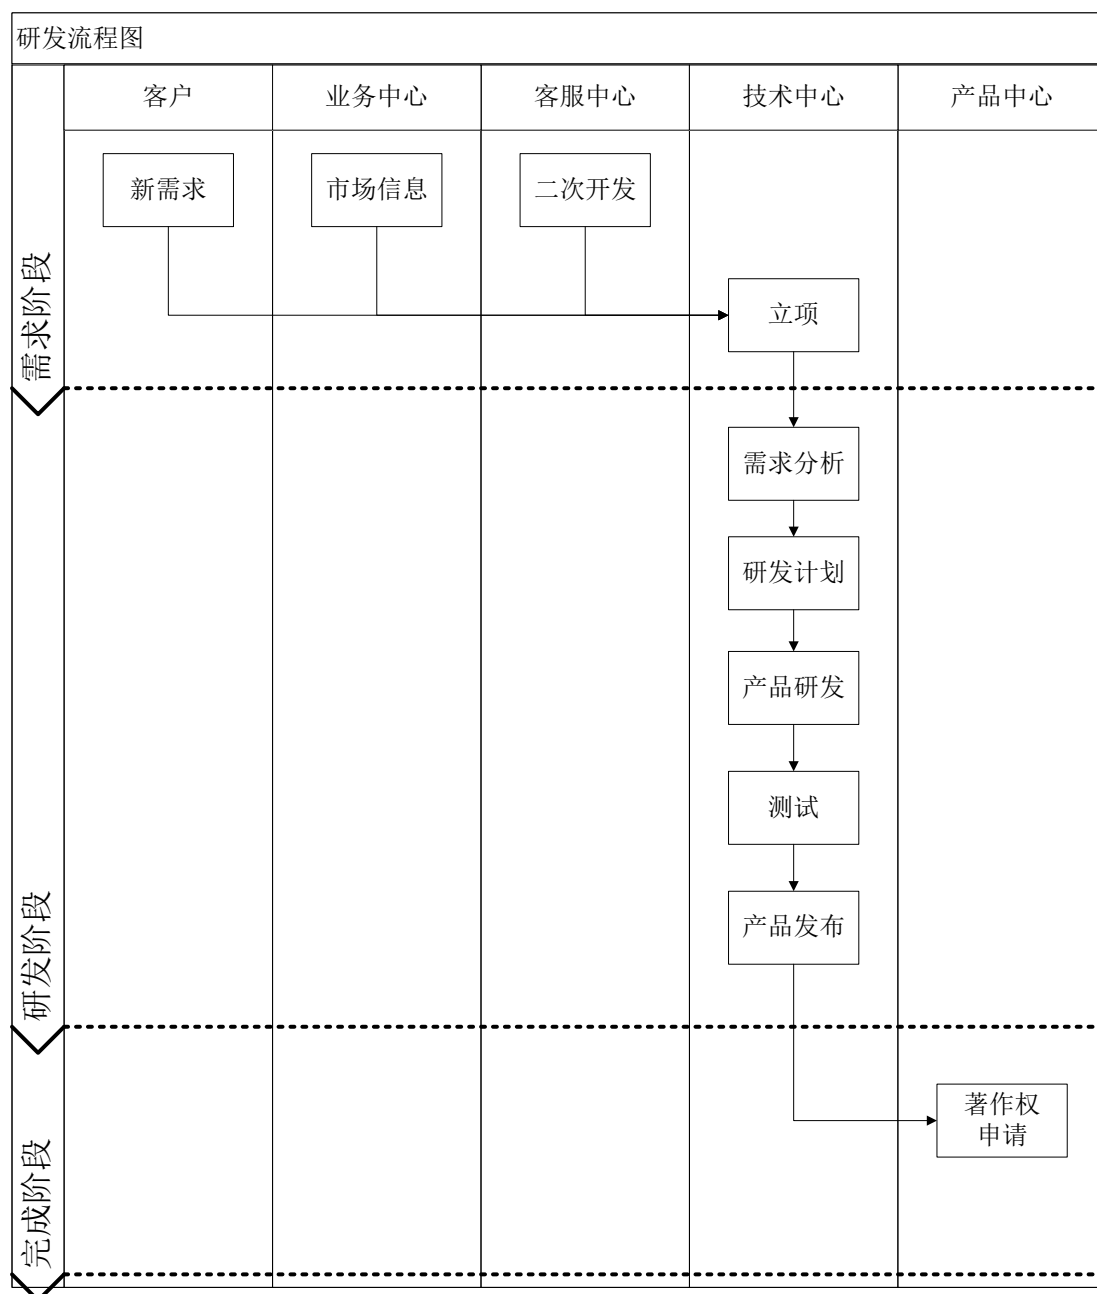 研发流程图
客户
业务中心
客服中心
技术中心
产品中心
需求阶段
新需求
市场信息
二次开发
立项
研发阶段
需求分析
研发计划
产品研发
测试
产品发布
完成阶段
著作权
申请